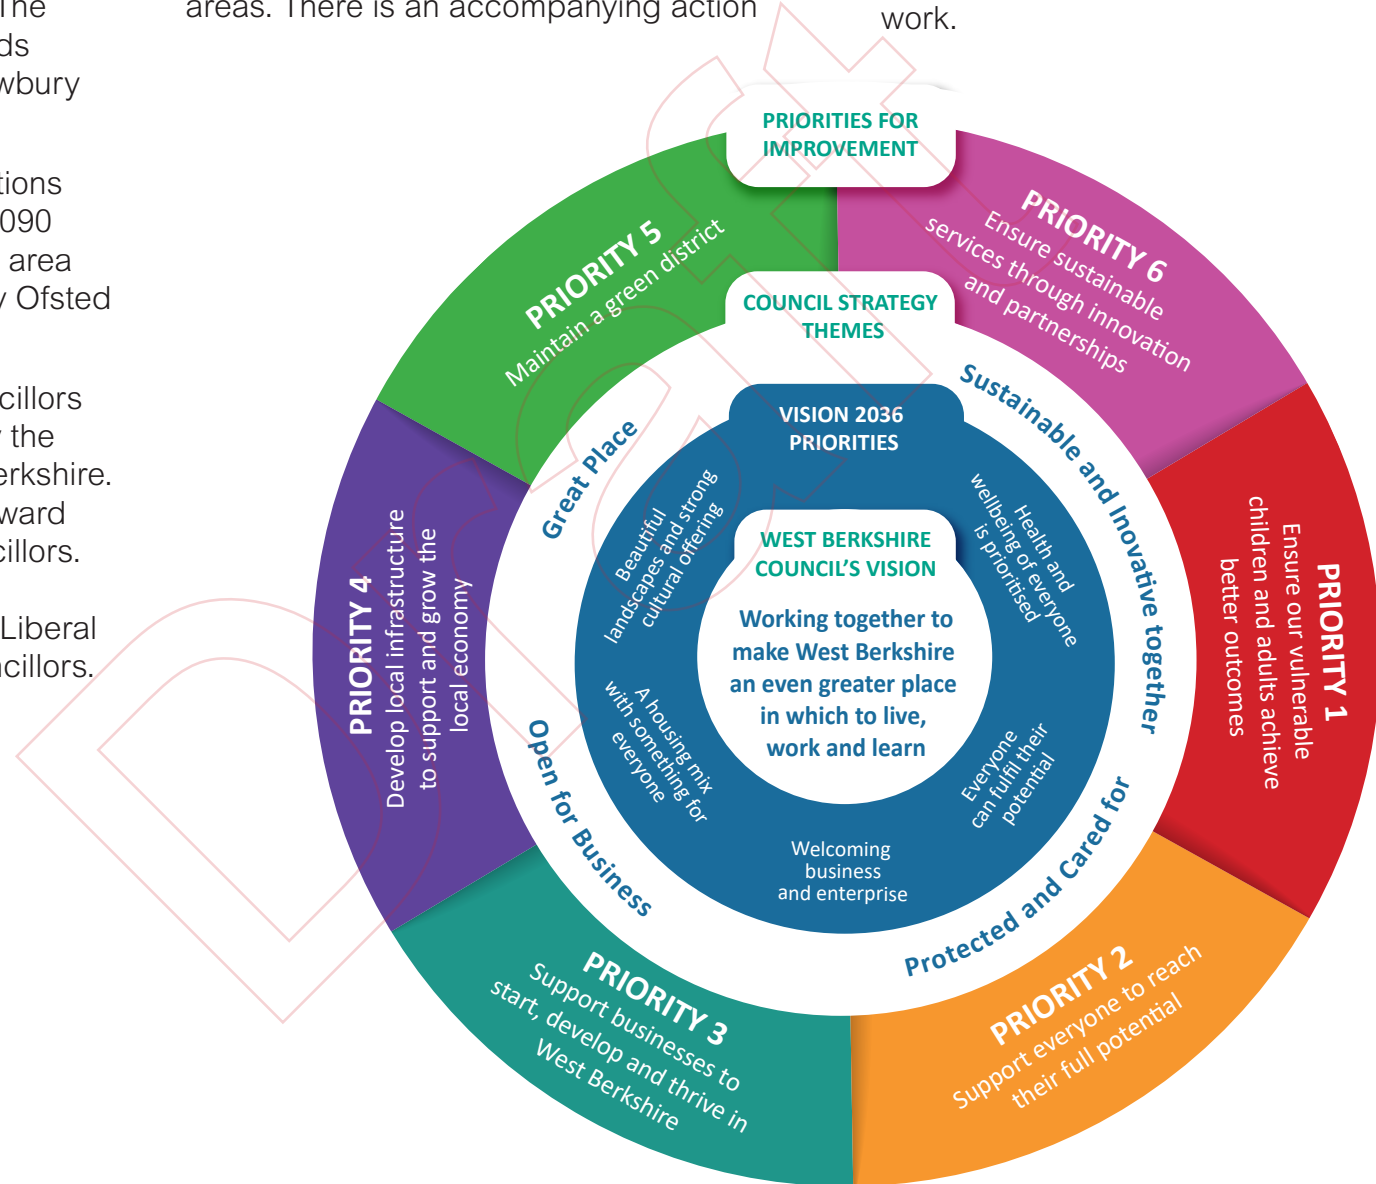 The
ds
wbury
tions
090
area
y Ofsted
cillors
the
erkshire.
ward
cillors.
Liberal
ncillors.
areas. There is an accompanying action
work.
PRIORITIES FOR
IMPROVEMENT
COUNCIL STRATEGY
THEMES
VISION 2036
PRIORITIES
WEST BERKSHIRE
COUNCIL'S VISION
Working together to
make West Berkshire
an even greater place
in which to live,
work and learn
PRIORITY 1
Ensure our vulnerable
children and adults achieve
better outcomes
PRIORITY 2
Support everyone to reach
their full potential
PRIORITY 3
Support businesses to
start, develop and thrive in
West Berkshire
PRIORITY 4
Develop local infrastructure
to support and grow the
local economy
PRIORITY 5
Maintain a green district
PRIORITY 6
Ensure sustainable
services through innovation
and partnerships
Great Place
Sustainable and Innovative together
Protected and Cared for
Open for Business
Beautiful
landscapes and strong
cultural offering
Health and
wellbeing of everyone
is prioritised
Everyone
can fulfil their
potential
Welcoming
business
and enterprise
A housing mix
with something for
everyone
Draft